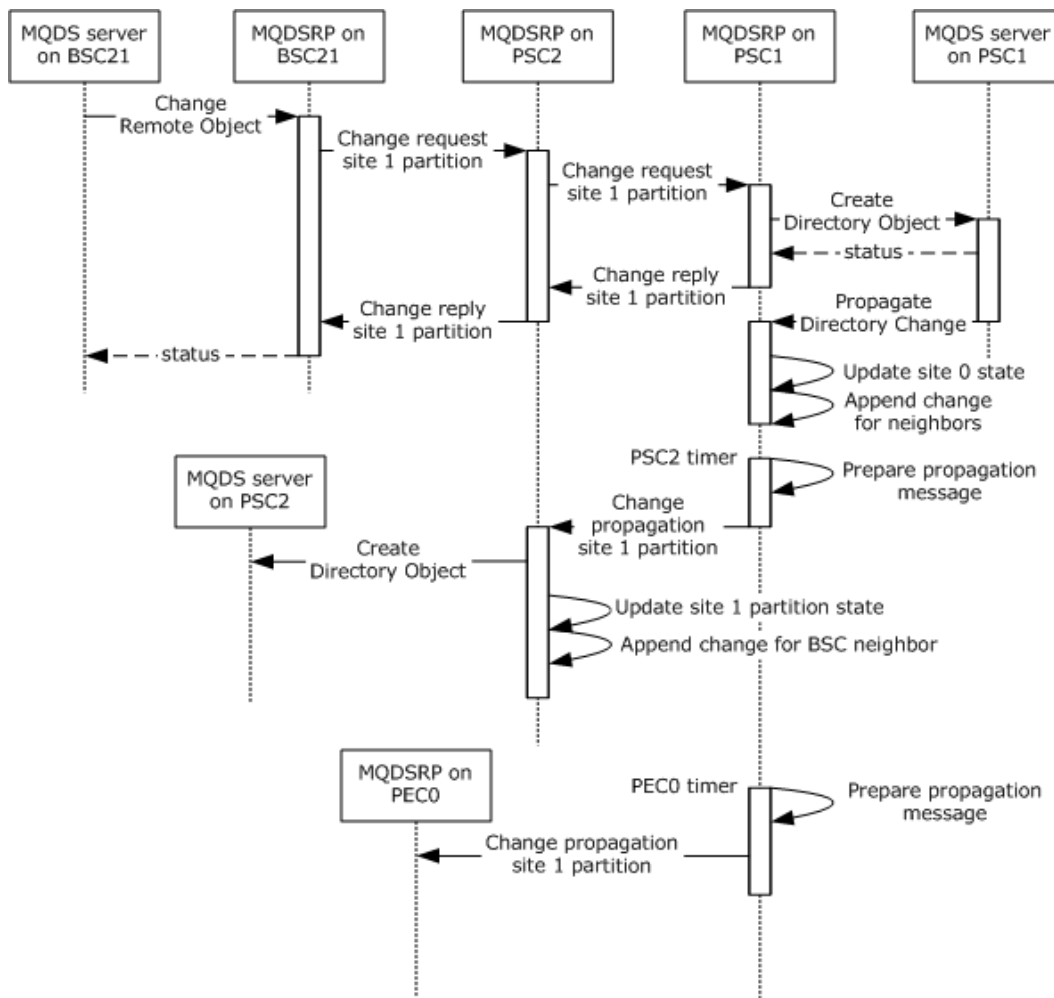 MQDS server
on BSC21
MQDSRP on
BSC21
MQDSRP on
PSC2
MQDSRP on
PSC1
MQDS server
on PSC1
Change
Remote Object
Change request
site 1 partition
Change request
site 1 partition
Create
Directory Object
status
Change reply
site 1 partition
Change reply
site 1 partition
Propagate
Directory Change
status
Update site 0 state
Append change
for neighbors
PSC2 timer
Prepare propagation
message
MQDS server
on PSC2
Change
propagation
site 1 partition
Create
Directory Object
Update site 1 partition state
Append change for BSC neighbor
MQDSRP on
PEC0
PEC0 timer
Prepare propagation
message
Change propagation
site 1 partition